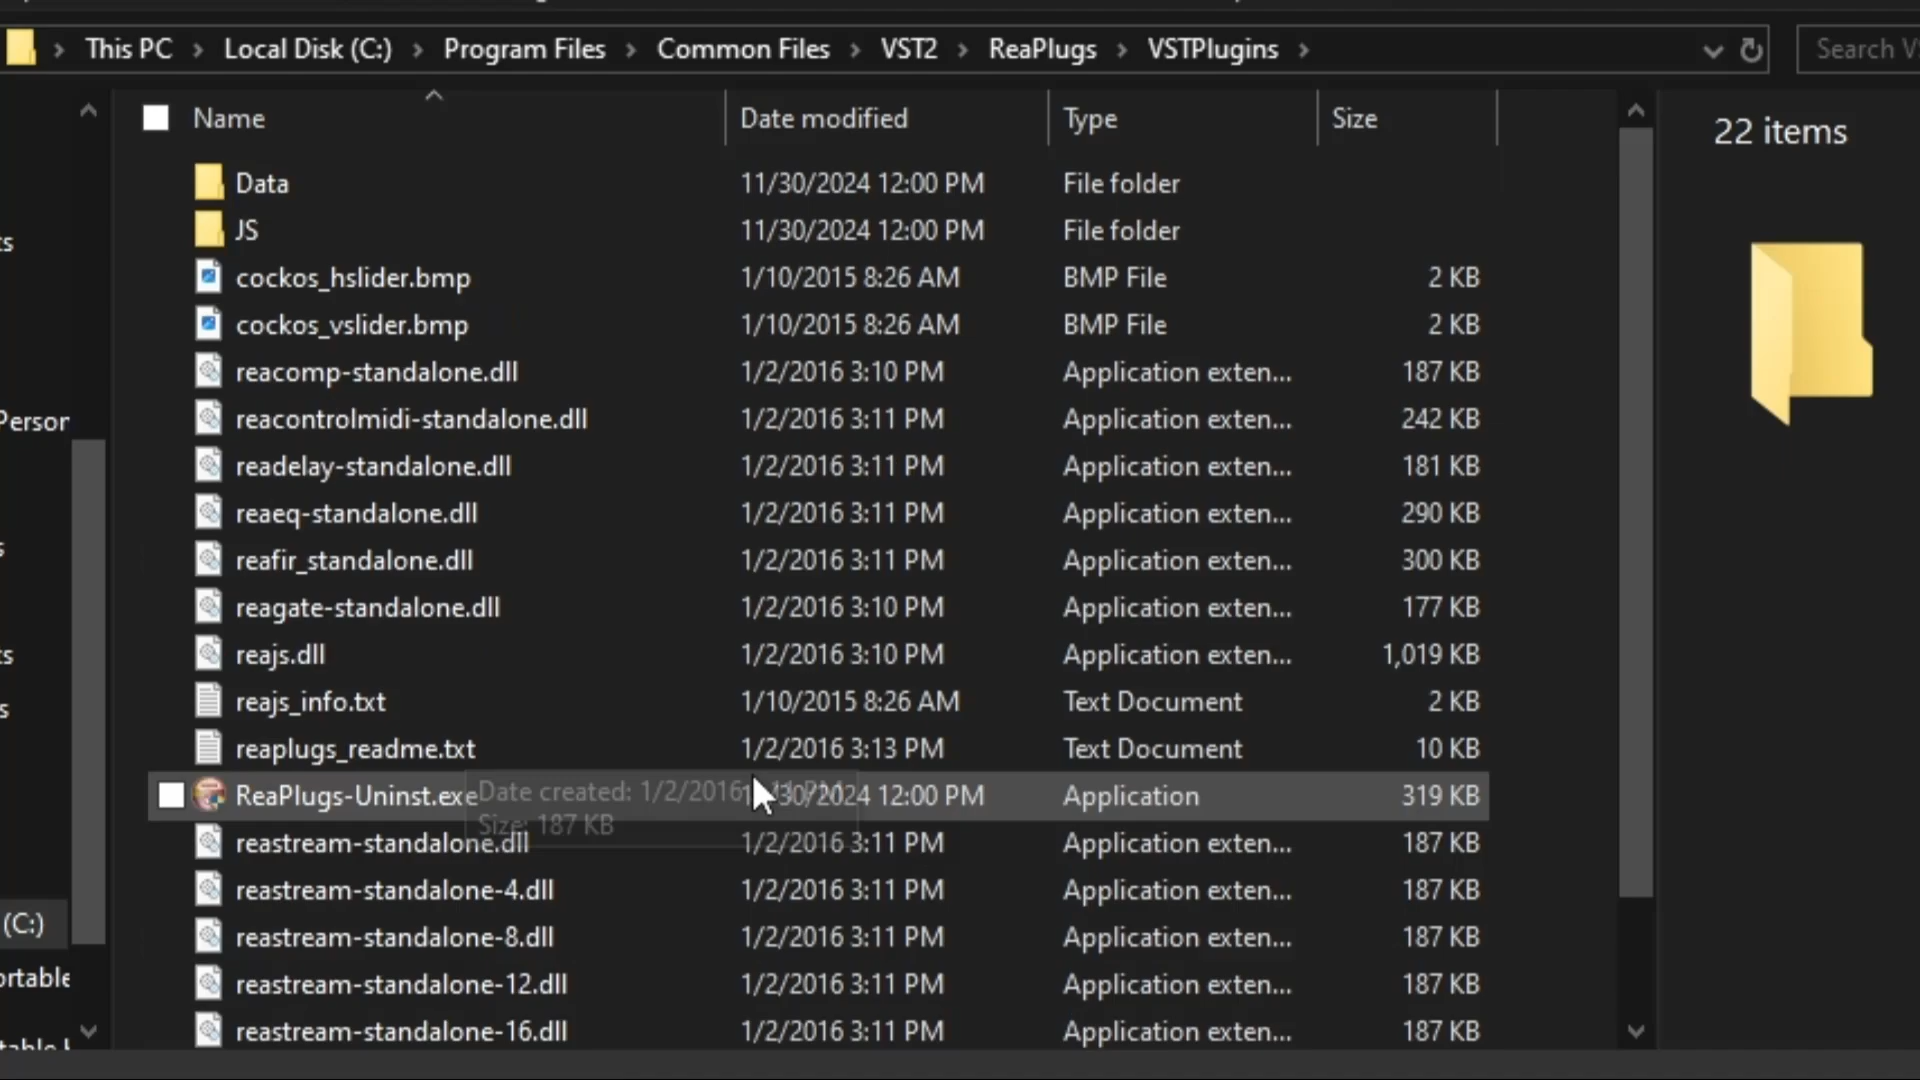 This PC > Local Disk (C:) > Program Files > Common Files > VST2 > ReaPlugs > VSTPlugins >
Search
Name Date modified Type Size
22 items
Data 11/30/2024 12:00 PM File folder
JS 11/30/2024 12:00 PM File folder
cockos_hslider.bmp 1/10/2015 8:26 AM BMP File 2 KB
cockos_vslider.bmp 1/10/2015 8:26 AM BMP File 2 KB
reacomp-standalone.dll 1/2/2016 3:10 PM Application exten... 187 KB
reacontrolmidi-standalone.dll 1/2/2016 3:11 PM Application exten... 242 KB
readelay-standalone.dll 1/2/2016 3:11 PM Application exten... 181 KB
reaeq-standalone.dll 1/2/2016 3:11 PM Application exten... 290 KB
reafir_standalone.dll 1/2/2016 3:11 PM Application exten... 300 KB
reagate-standalone.dll 1/2/2016 3:10 PM Application exten... 177 KB
reajs.dll 1/2/2016 3:10 PM Application exten... 1,019 KB
reajs_info.txt 1/10/2015 8:26 AM Text Document 2 KB
reaplugs_readme.txt 1/2/2016 3:13 PM Text Document 10 KB
ReaPlugs-Uninst.exe 12:00 PM Application 319 KB
Date created: 1/2/2016
Size: 187 KB
reastream-standalone.dll 1/2/2016 3:11 PM Application exten... 187 KB
reastream-standalone-4.dll 1/2/2016 3:11 PM Application exten... 187 KB
reastream-standalone-8.dll 1/2/2016 3:11 PM Application exten... 187 KB
reastream-standalone-12.dll 1/2/2016 3:11 PM Application exten... 187 KB
reastream-standalone-16.dll 1/2/2016 3:11 PM Application exten... 187 KB
Person
(C:)
ortable